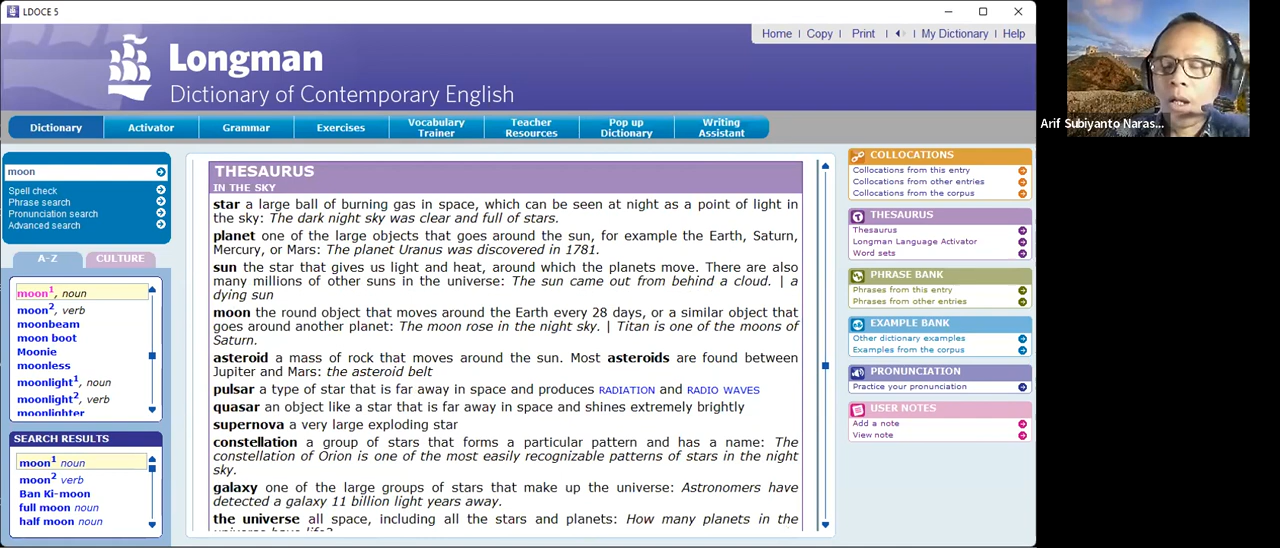 LDOCE 5
Home | Copy | Print | | My Dictionary | Help
Longman
Dictionary of Contemporary English
Dictionary
Activator
Grammar
Exercises
Vocabulary
Trainer
Teacher
Resources
Pop up
Dictionary
Writing
Assistant
moon
Spell check
Phrase search
Pronunciation search
Advanced search
A-Z
CULTURE
moon1, noun
moon2, verb
moonbeam
moon boot
Moonie
moonless
moonlight1, noun
moonlight2, verb
moonlighter
SEARCH RESULTS
moon1 noun
moon2 verb
Ban Ki-moon
full moon noun
half moon noun
THESAURUS
IN THE SKY
star a large ball of burning gas in space, which can be seen at night as a point of light in
the sky: The dark night sky was clear and full of stars.
planet one of the large objects that goes around the sun, for example the Earth, Saturn,
Mercury, or Mars: The planet Uranus was discovered in 1781.
sun the star that gives us light and heat, around which the planets move. There are also
many millions of other suns in the universe: The sun came out from behind a cloud. | a
dying sun
moon the round object that moves around the Earth every 28 days, or a similar object that
goes around another planet: The moon rose in the night sky. | Titan is one of the moons of
Saturn.
asteroid a mass of rock that moves around the sun. Most asteroids are found between
Jupiter and Mars: the asteroid belt
pulsar a type of star that is far away in space and produces RADIATION and RADIO WAVES
quasar an object like a star that is far away in space and shines extremely brightly
supernova a very large exploding star
constellation a group of stars that forms a particular pattern and has a name: The
constellation of Orion is one of the most easily recognizable patterns of stars in the night
sky.
galaxy one of the large groups of stars that make up the universe: Astronomers have
detected a galaxy 11 billion light years away.
the universe all space, including all the stars and planets: How many planets in the
universe have life?
COLLOCATIONS
Collocations from this entry
Collocations from other entries
Collocations from the corpus
THESAURUS
Thesaurus
Longman Language Activator
Word sets
PHRASE BANK
Phrases from this entry
Phrases from other entries
EXAMPLE BANK
Other dictionary examples
Examples from the corpus
PRONUNCIATION
Practice your pronunciation
USER NOTES
Add a note
View note
Arif Subiyanto Naras...